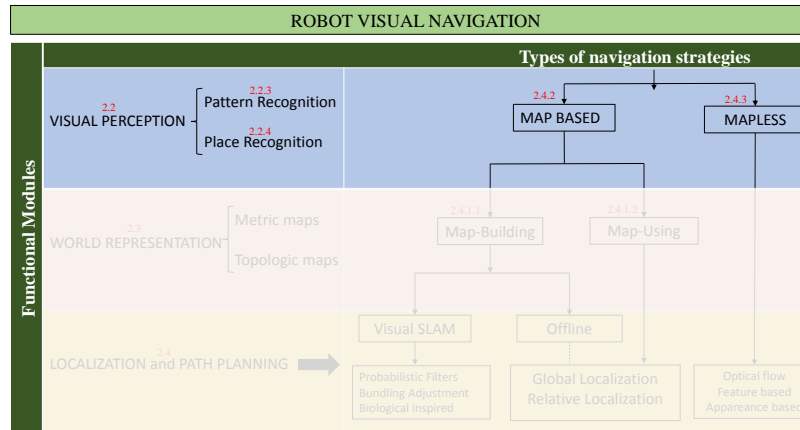 ROBOT VISUAL NAVIGATION
Functional Modules
Types of navigation strategies
2.2
VISUAL PERCEPTION
2.2.3
Pattern Recognition
2.2.4
Place Recognition
2.4.2
MAP BASED
2.4.3
MAPLESS
2.3
WORLD REPRESENTATION
Metric maps
Topologic maps
2.4.1.1
Map-Building
2.4.1.2
Map-Using
2.4
LOCALIZATION and PATH PLANNING
Visual SLAM
Offline
Probabilistic Filters
Bundling Adjustment
Biological inspired
Global Localization
Relative Localization
Optical flow
Feature based
Appareance based